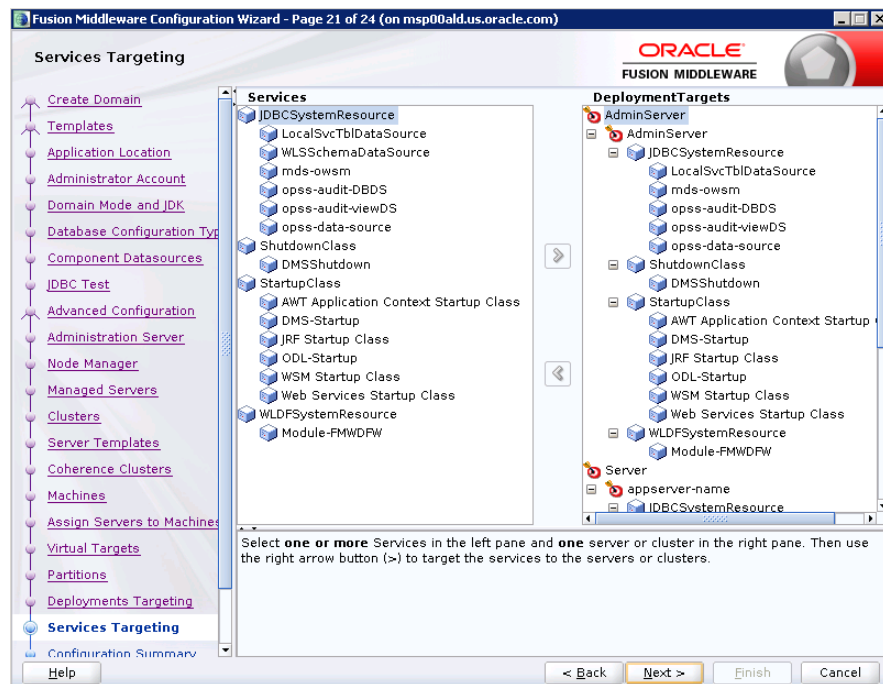 Fusion Middleware Configuration Wizard - Page 21 of 24 (on msp00ald.us.oracle.com)
Services Targeting
ORACLE
FUSION MIDDLEWARE
Create Domain
Templates
Application Location
Administrator Account
Domain Mode and JDK
Database Configuration Typ
Component Datasources
JDBC Test
Advanced Configuration
Administration Server
Node Manager
Managed Servers
Clusters
Server Templates
Coherence Clusters
Machines
Assign Servers to Machines
Virtual Targets
Partitions
Deployments Targeting
Services Targeting
Configuration Summary
Services
JDBCSystemResource
LocalSvcTblDataSource
WLSSchemaDataSource
mds-owsm
opss-audit-DBDS
opss-audit-viewDS
opss-data-source
ShutdownClass
DMSShutdown
StartupClass
AWT Application Context Startup Class
DMS-Startup
JRF Startup Class
ODL-Startup
WSM Startup Class
Web Services Startup Class
WLDFSystemResource
Module-FMWDFW
DeploymentTargets
AdminServer
AdminServer
JDBCSystemResource
LocalSvcTblDataSource
mds-owsm
opss-audit-DBDS
opss-audit-viewDS
opss-data-source
ShutdownClass
DMSShutdown
StartupClass
AWT Application Context Startup
DMS-Startup
JRF Startup Class
ODL-Startup
WSM Startup Class
Web Services Startup Class
WLDFSystemResource
Module-FMWDFW
Server
appserver-name
JDBCSystemResource
Select one or more Services in the left pane and one server or cluster in the right pane. Then use
the right arrow button (>) to target the services to the servers or clusters.
Help
< Back
Next >
Finish
Cancel